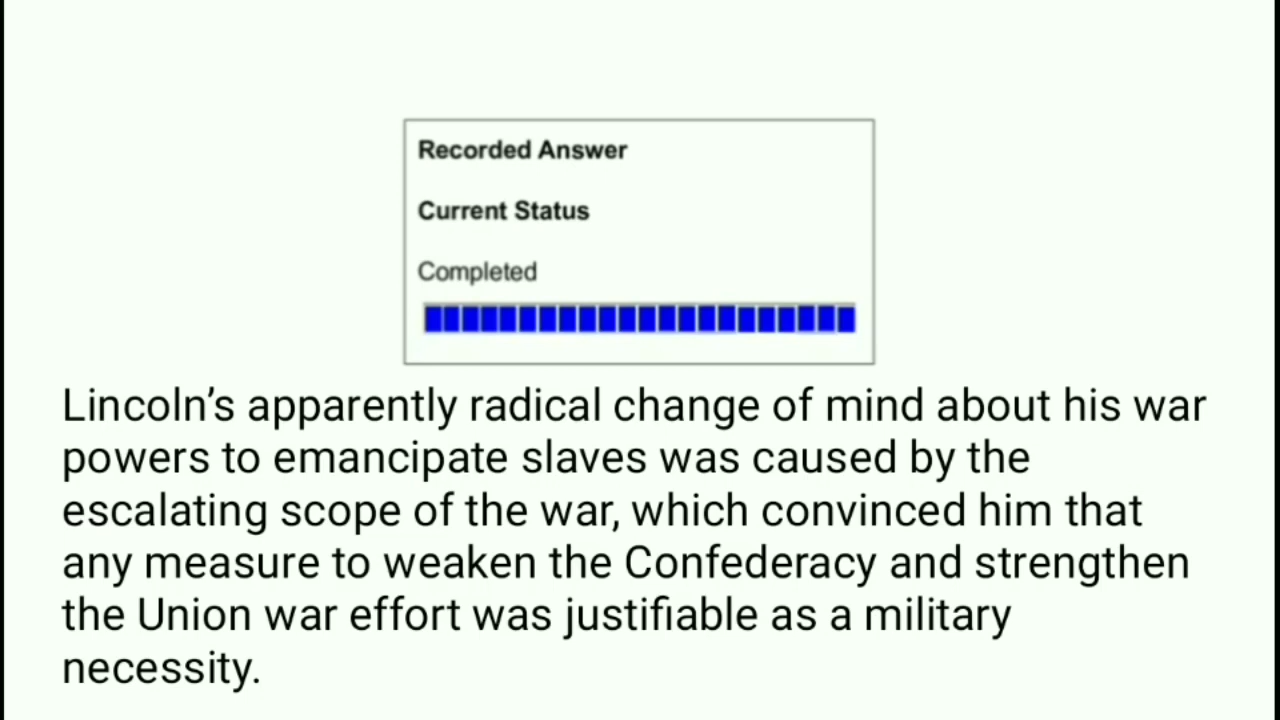 Recorded Answer
Current Status
Completed
Lincoln’s apparently radical change of mind about his war
powers to emancipate slaves was caused by the
escalating scope of the war, which convinced him that
any measure to weaken the Confederacy and strengthen
the Union war effort was justifiable as a military
necessity.